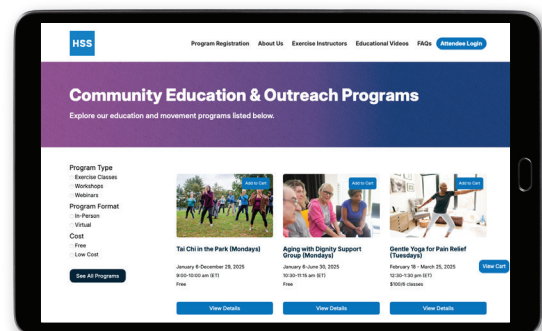 HSS
Program Registration About Us Exercise Instructors Educational Videos FAQs Attendee Login
Community Education & Outreach Programs
Explore our education and movement programs listed below.
Program Type
Exercise Classes
Workshops
Webinars
Program Format
In-Person
Virtual
Cost
Free
Low Cost
See All Programs
Add to Cart
Tai Chi in the Park (Mondays)
January 6-December 29, 2025
9:00-10:00 am (ET)
Free
View Details
Add to Cart
Aging with Dignity Support
Group (Mondays)
January 6-June 30, 2025
10:30-11:15 am (ET)
Free
View Details
Add to Cart
Gentle Yoga for Pain Relief
(Tuesdays)
February 18 - March 25, 2025
12:30-1:30 pm (ET)
$100/6 classes
View Details
View Cart